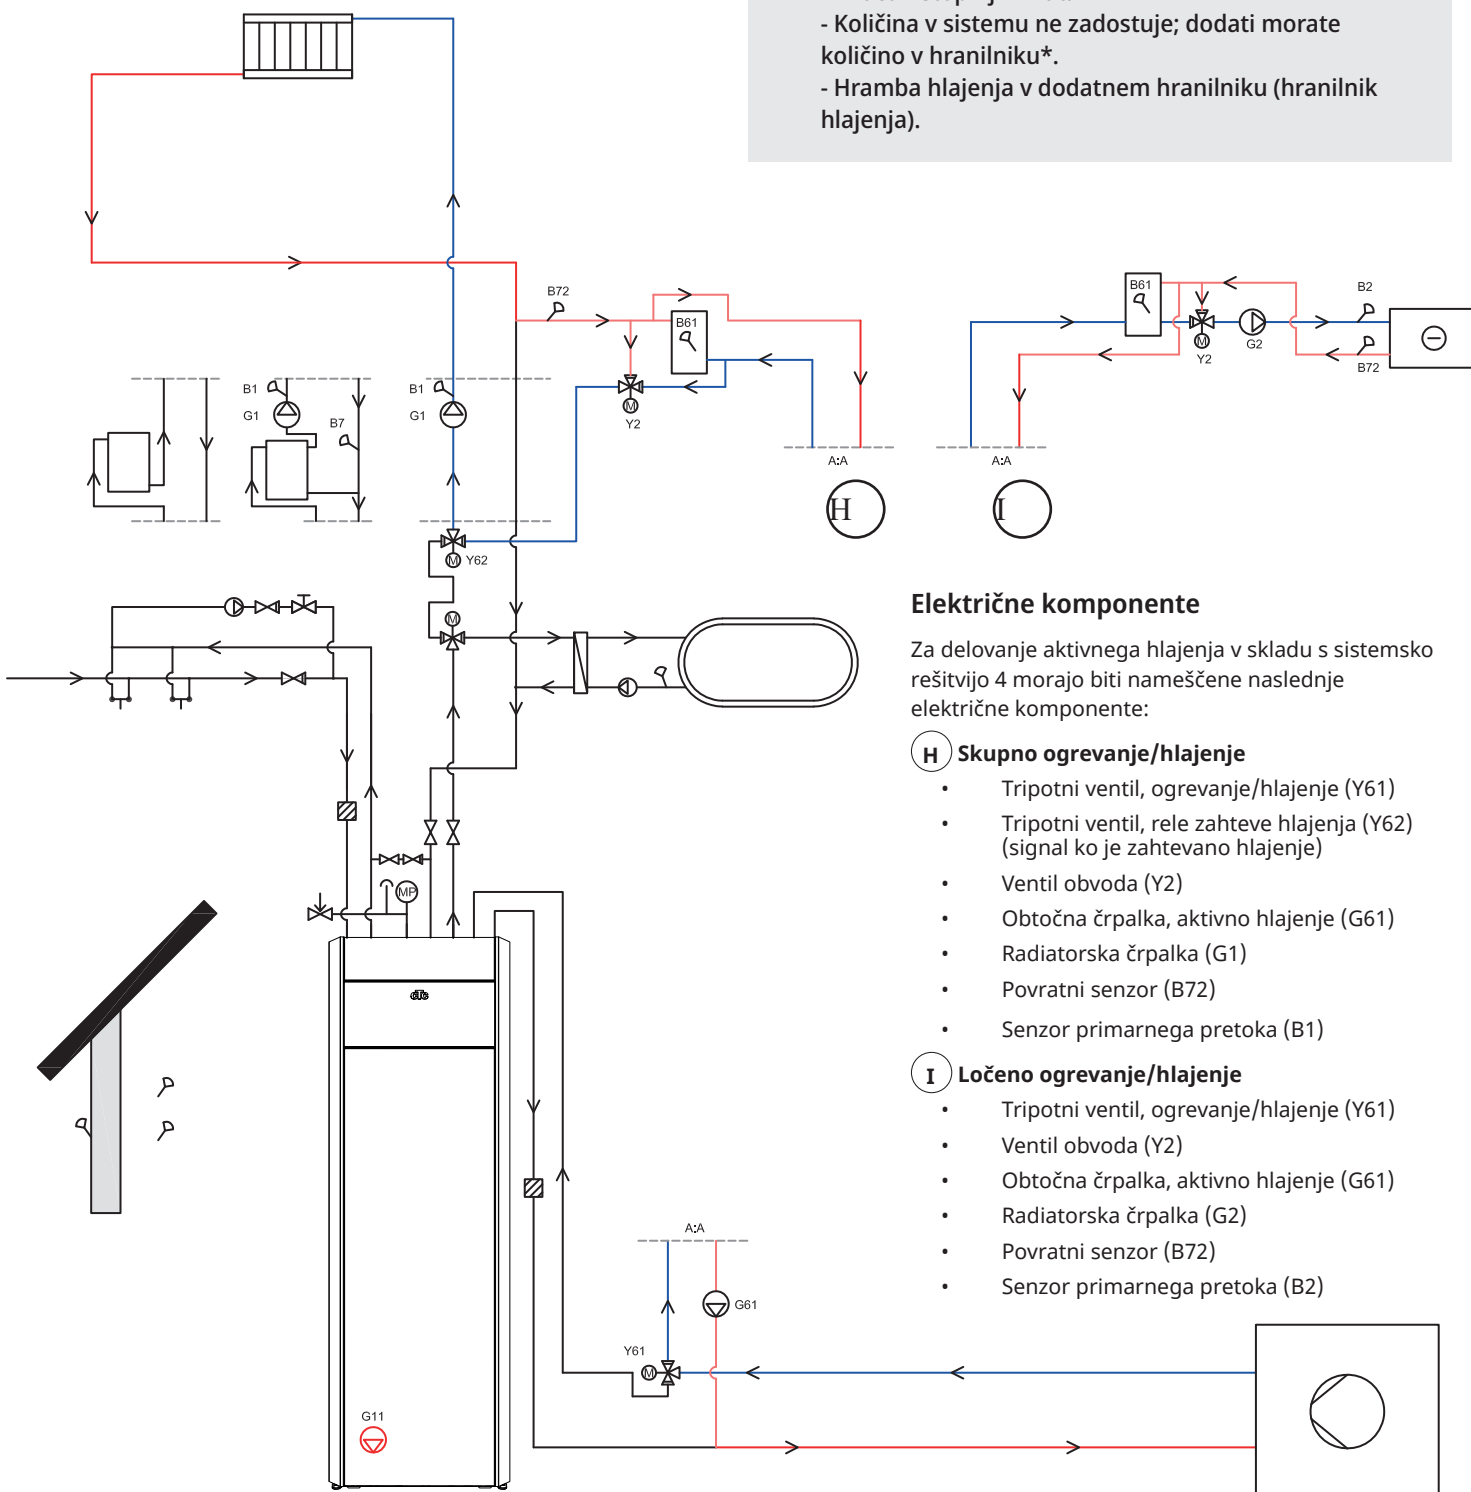 - Količina v sistemu ne zadostuje; dodati morate
količino v hranilniku*.
- Hramba hlajenja v dodatnem hranilniku (hranilnik
hlajenja).
B72
B61
Y2
A:A
H
B61
B2
Y2
G2
B72
A:A
I
B1
G1
B7
B1
G1
M
M
M
Y62
M
MP
CTC
G11
A:A
G61
Y61
M
Električne komponente
Za delovanje aktivnega hlajenja v skladu s sistemsko
rešitvijo 4 morajo biti nameščene naslednje
električne komponente:
H Skupno ogrevanje/hlajenje
• Tripotni ventil, ogrevanje/hlajenje (Y61)
• Tripotni ventil, rele zahteve hlajenja (Y62)
(signal ko je zahtevano hlajenje)
• Ventil obvoda (Y2)
• Obtočna črpalka, aktivno hlajenje (G61)
• Radiatorska črpalka (G1)
• Povratni senzor (B72)
• Senzor primarnega pretoka (B1)
I Ločeno ogrevanje/hlajenje
• Tripotni ventil, ogrevanje/hlajenje (Y61)
• Ventil obvoda (Y2)
• Obtočna črpalka, aktivno hlajenje (G61)
• Radiatorska črpalka (G2)
• Povratni senzor (B72)
• Senzor primarnega pretoka (B2)